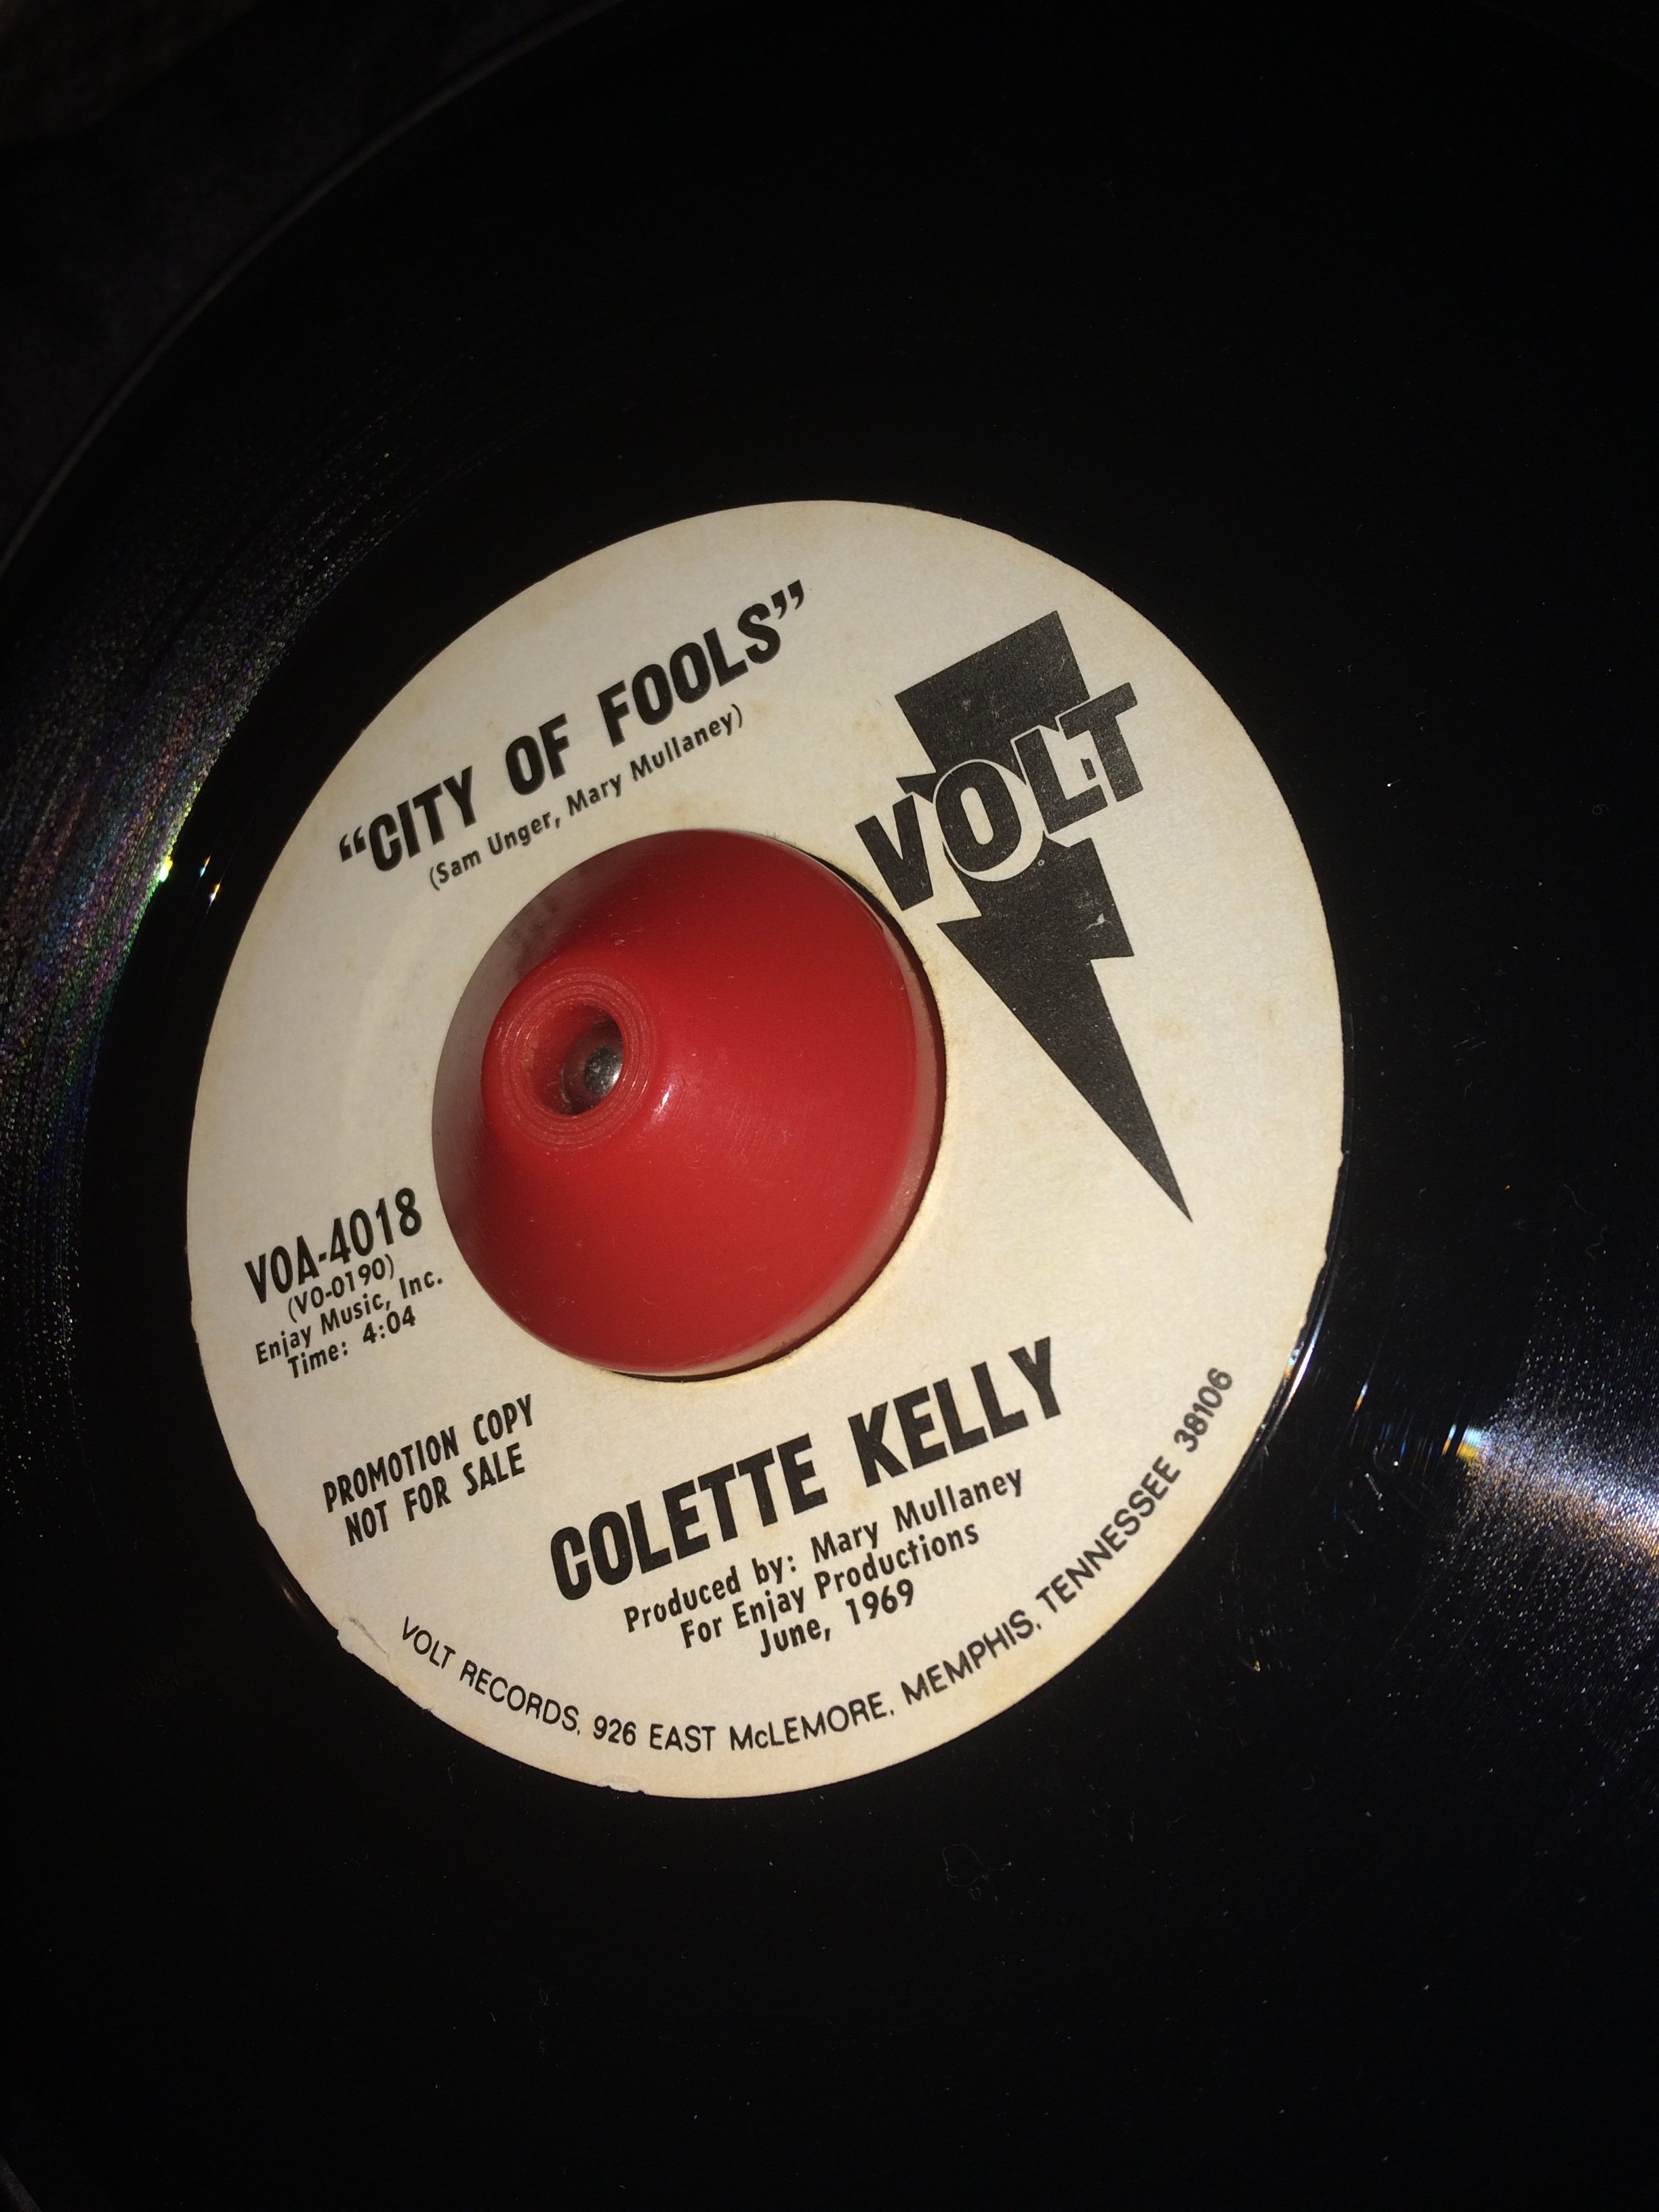 “CITY OF FOOLS”
(Sam Unger, Mary Mullaney)
VOLT
VOA-4018
(VO-0190)
Enjay Music, Inc.
Time: 4:04
PROMOTION COPY
NOT FOR SALE
COLETTE KELLY
Produced by: Mary Mullaney
For Enjay Productions
June, 1969
VOLT RECORDS, 926 EAST McLEMORE, MEMPHIS, TENNESSEE 38106